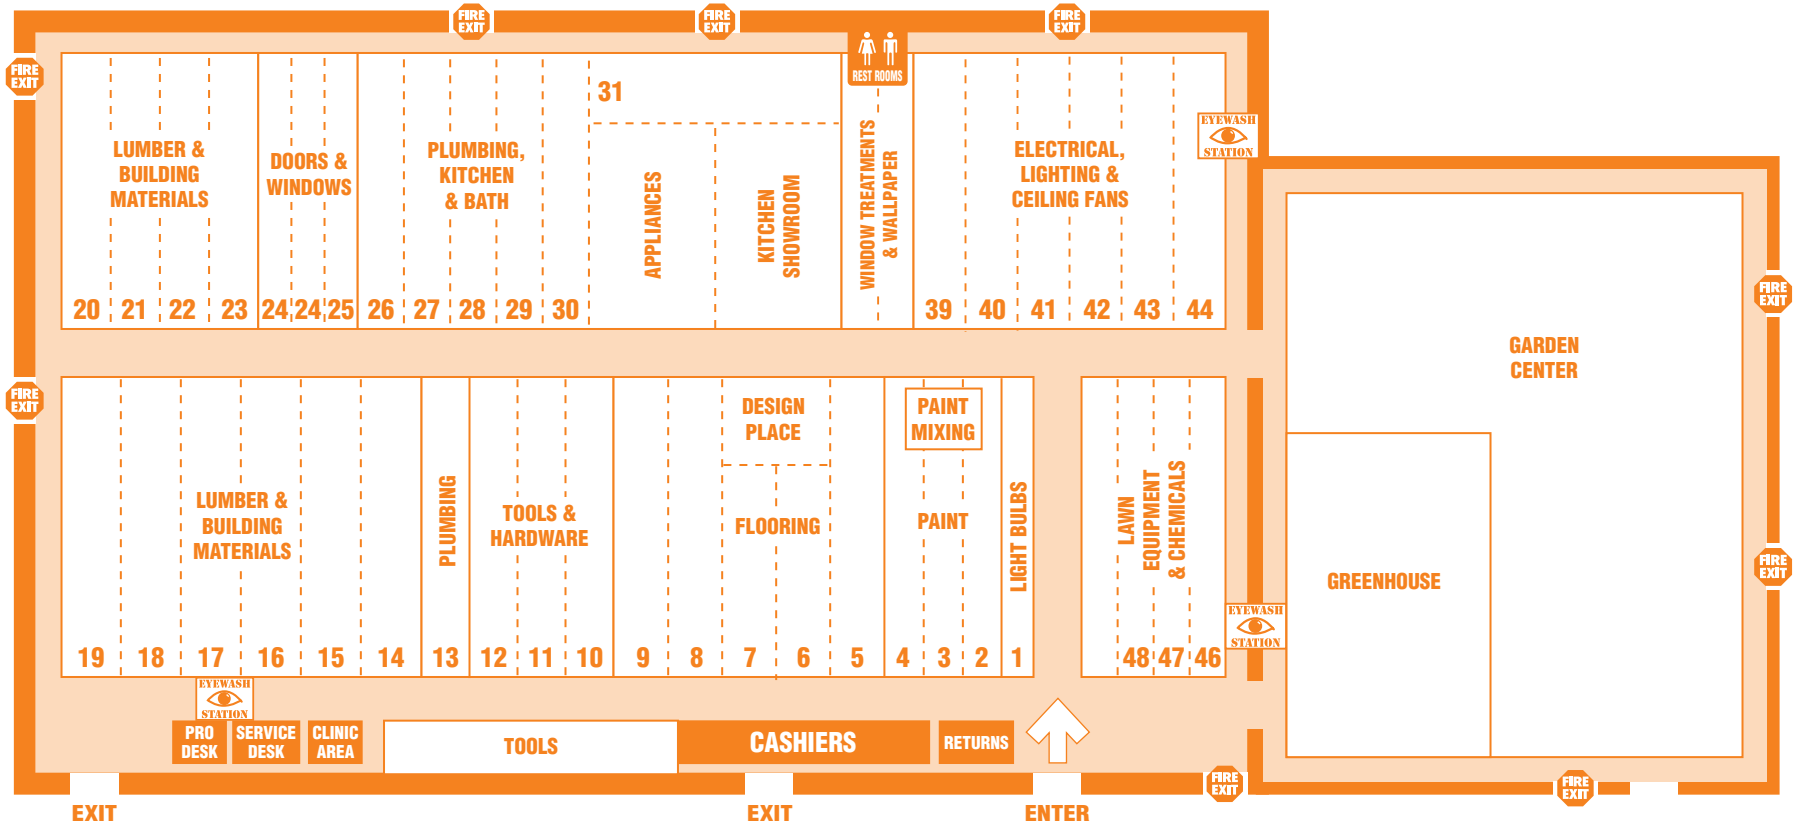 FIRE
EXIT
FIRE
EXIT
FIRE
EXIT
FIRE
EXIT
REST ROOMS
31
EYEWASH
STATION
LUMBER &
BUILDING
MATERIALS
DOORS &
WINDOWS
PLUMBING,
KITCHEN
& BATH
APPLIANCES
KITCHEN
SHOWROOM
WINDOW TREATMENTS
& WALLPAPER
ELECTRICAL,
LIGHTING &
CEILING FANS
20 21 22 23 24 24 25 26 27 28 29 30 39 40 41 42 43 44
FIRE
EXIT
GARDEN
CENTER
FIRE
EXIT
DESIGN
PLACE
PAINT
MIXING
LUMBER &
BUILDING
MATERIALS
PLUMBING
TOOLS &
HARDWARE
FLOORING
PAINT
LIGHT BULBS
LAWN
EQUIPMENT
& CHEMICALS
GREENHOUSE
FIRE
EXIT
EYEWASH
STATION
19 18 17 16 15 14 13 12 11 10 9 8 7 6 5 4 3 2 1 48 47 46
EYEWASH
STATION
PRO
DESK
SERVICE
DESK
CLINIC
AREA
TOOLS
CASHIERS
RETURNS
FIRE
EXIT
FIRE
EXIT
EXIT
EXIT
ENTER